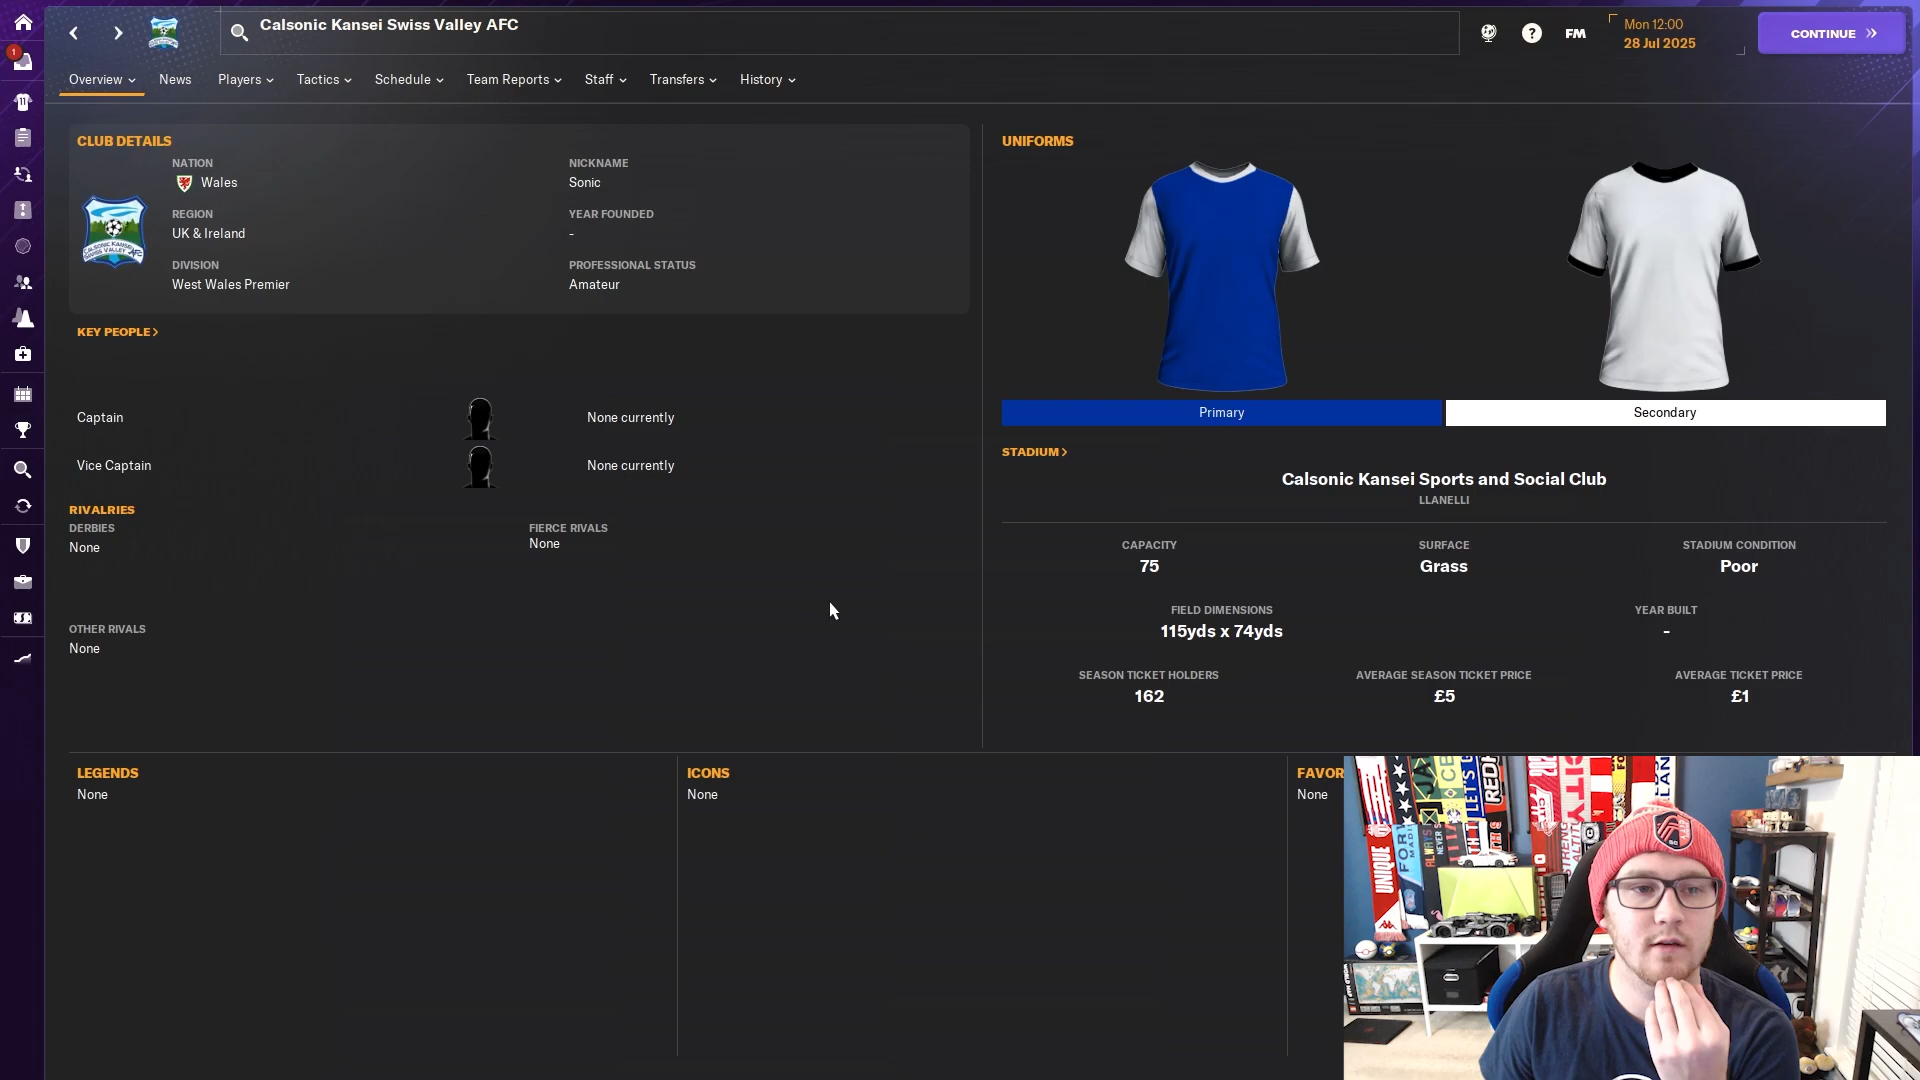 Calsonic Kansei Swiss Valley AFC
FM
Mon 12:00
28 Jul 2025
CONTINUE
1
11
Overview
News
Players
Tactics
Schedule
Team Reports
Staff
Transfers
History
CLUB DETAILS
NATION
Wales
REGION
UK & Ireland
DIVISION
West Wales Premier
NICKNAME
Sonic
YEAR FOUNDED
-
PROFESSIONAL STATUS
Amateur
KEY PEOPLE
Captain
None currently
Vice Captain
None currently
RIVALRIES
DERBIES
None
FIERCE RIVALS
None
OTHER RIVALS
None
UNIFORMS
Primary
Secondary
STADIUM
Calsonic Kansei Sports and Social Club
LLANELLI
CAPACITY
75
SURFACE
Grass
STADIUM CONDITION
Poor
FIELD DIMENSIONS
115yds x 74yds
YEAR BUILT
-
SEASON TICKET HOLDERS
162
AVERAGE SEASON TICKET PRICE
£5
AVERAGE TICKET PRICE
£1
LEGENDS
None
ICONS
None
FAVOR
None
LET'S
RED
CITY